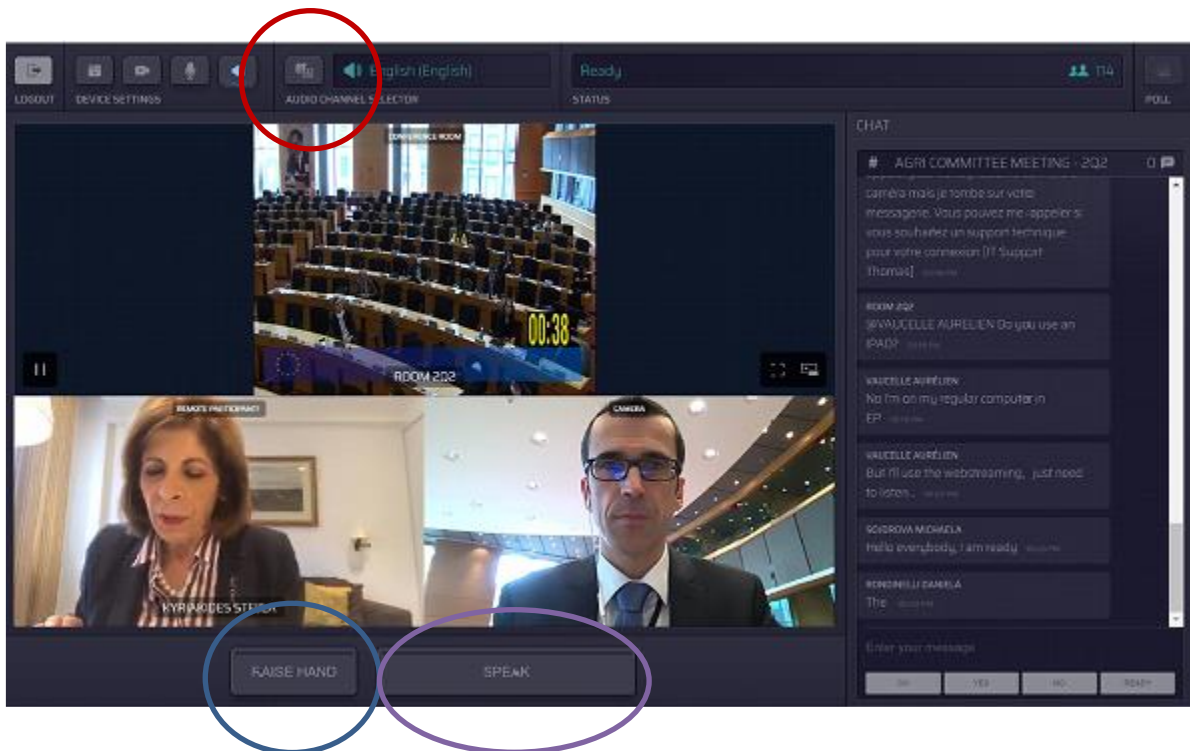 English (English)
Ready
114
LOGOUT
DEVICE SETTINGS
AUDIO CHANNEL SELECTOR
STATUS
POLL
CONFERENCE ROOM
00:38
ROOM 2Q2
REMOTE PARTICIPANT
KYRIAKIDES
CAMERA
RAISE HAND
SPEAK
CHAT
# AGRI COMMITTEE MEETING - 2Q2 0
caméra mais je tombe sur votre
messagerie. Vous pouvez me rappeler si
vous souhaitez un support technique
pour votre connexion [IT Support
Thomas]
ROOM 2Q2
@VAUCELLE AURELIEN Do you use an
IPAD?
VAUCELLE AURÉLIEN
No I'm on my regular computer in
EP
VAUCELLE AURÉLIEN
But I'll use the webstreaming, just need
to listen...
MICHAELA
Hello everybody, I am ready
RONDINELLI DANIELA
The
Enter your message
YES
NO
READY